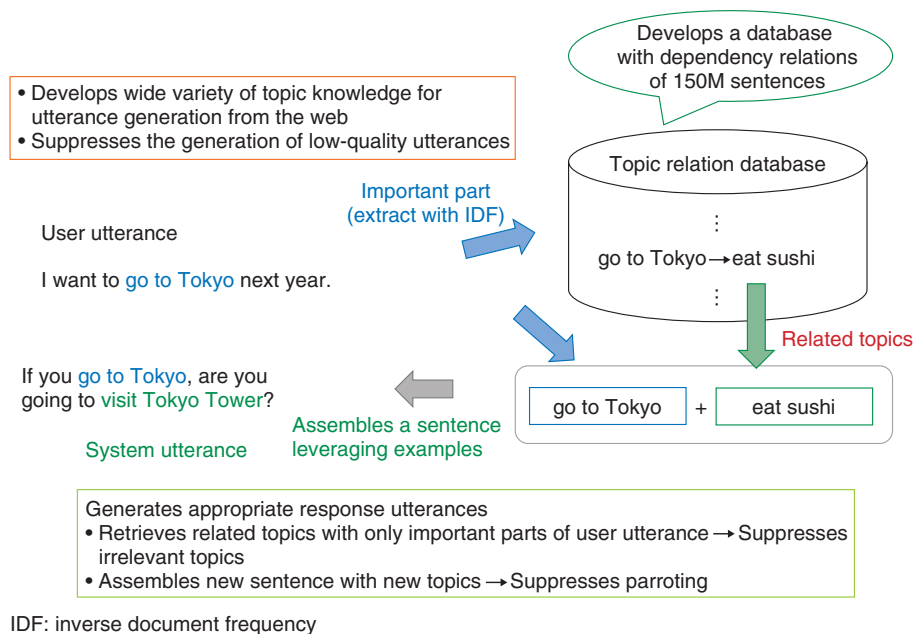 Develops a database
with dependency relations
of 150M sentences
• Develops wide variety of topic knowledge for
utterance generation from the web
• Suppresses the generation of low-quality utterances
Topic relation database
Important part
(extract with IDF)
⋮
User utterance
go to Tokyo→eat sushi
I want to go to Tokyo next year.
⋮
Related topics
If you go to Tokyo, are you
going to visit Tokyo Tower?
go to Tokyo + eat sushi
Assembles a sentence
leveraging examples
System utterance
Generates appropriate response utterances
• Retrieves related topics with only important parts of user utterance → Suppresses
irrelevant topics
• Assembles new sentence with new topics → Suppresses parroting
IDF: inverse document frequency